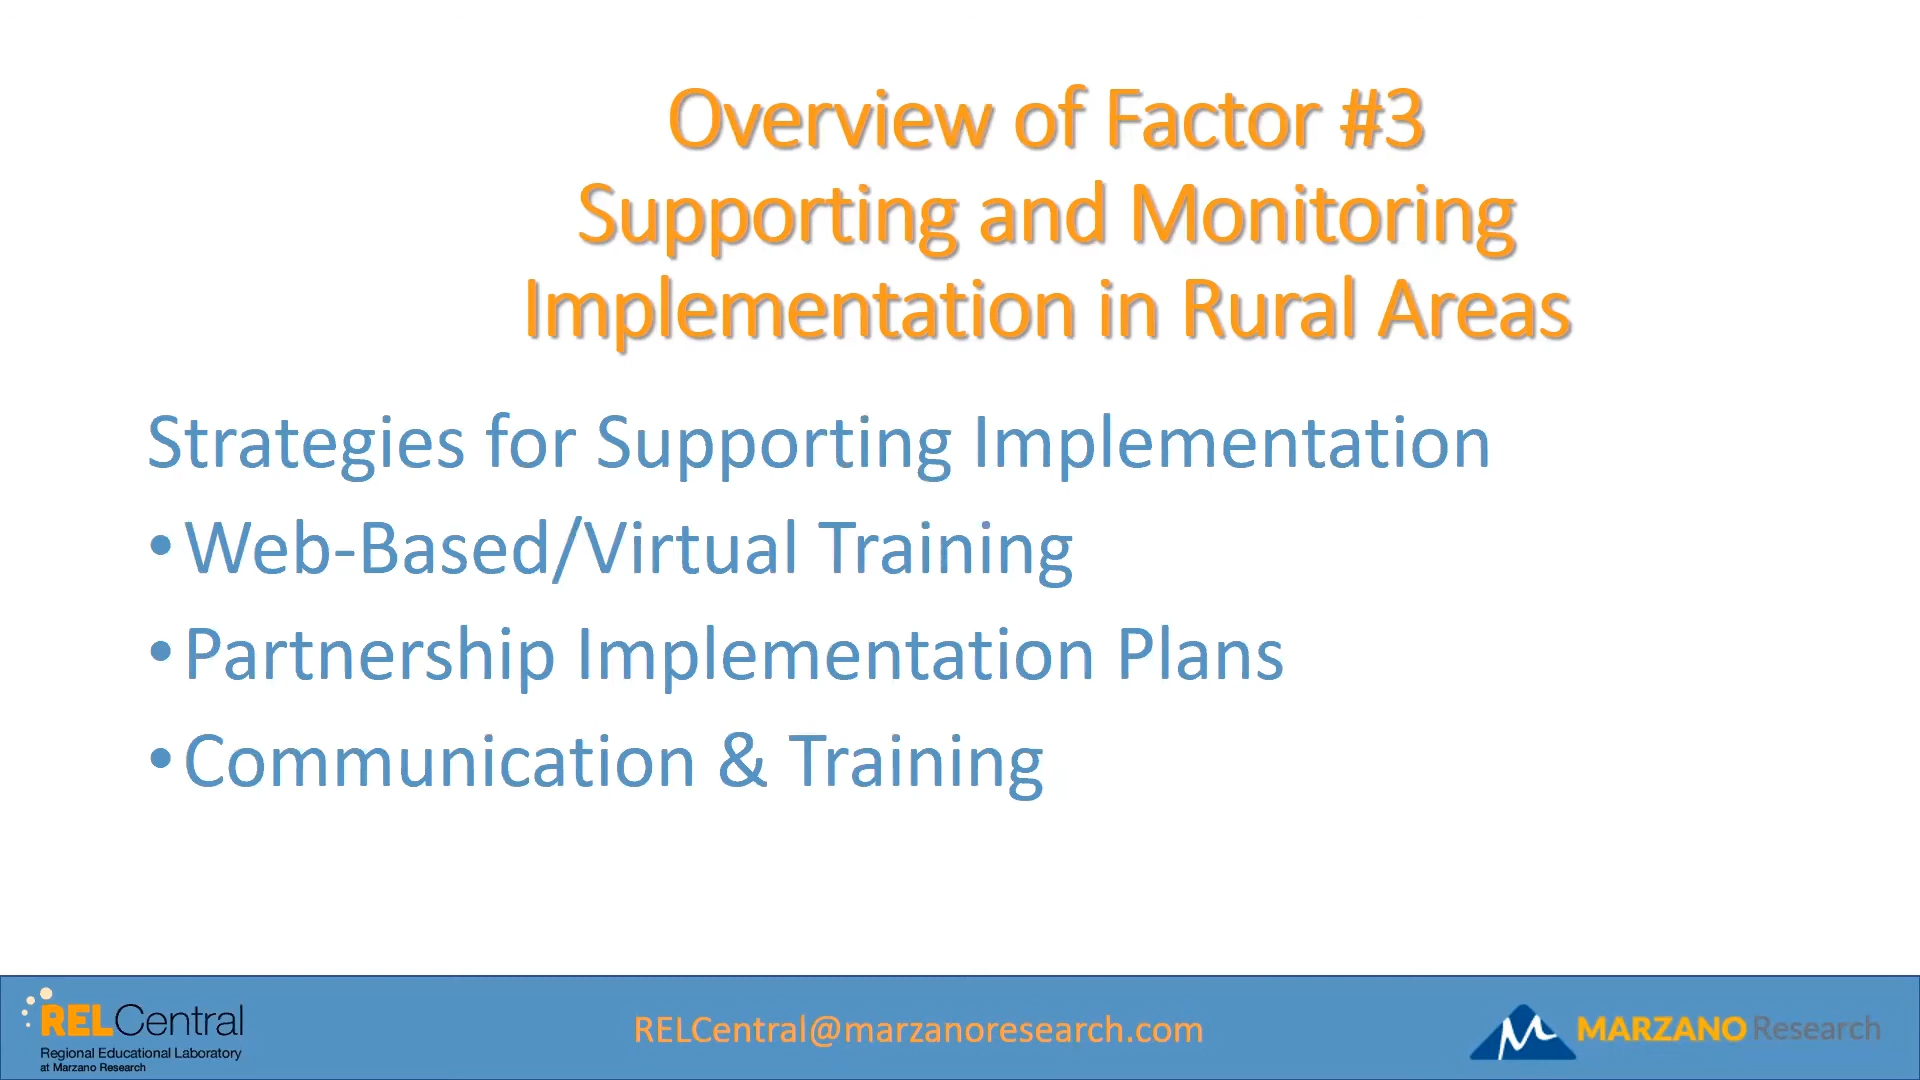 Overview of Factor #3
Supporting and Monitoring
Implementation in Rural Areas
Strategies for Supporting Implementation
•Web-Based/Virtual Training
•Partnership Implementation Plans
•Communication & Training
RELCentral
Regional Educational Laboratory
at Marzano Research
RELCentral@marzanoresearch.com
MARZANO Research